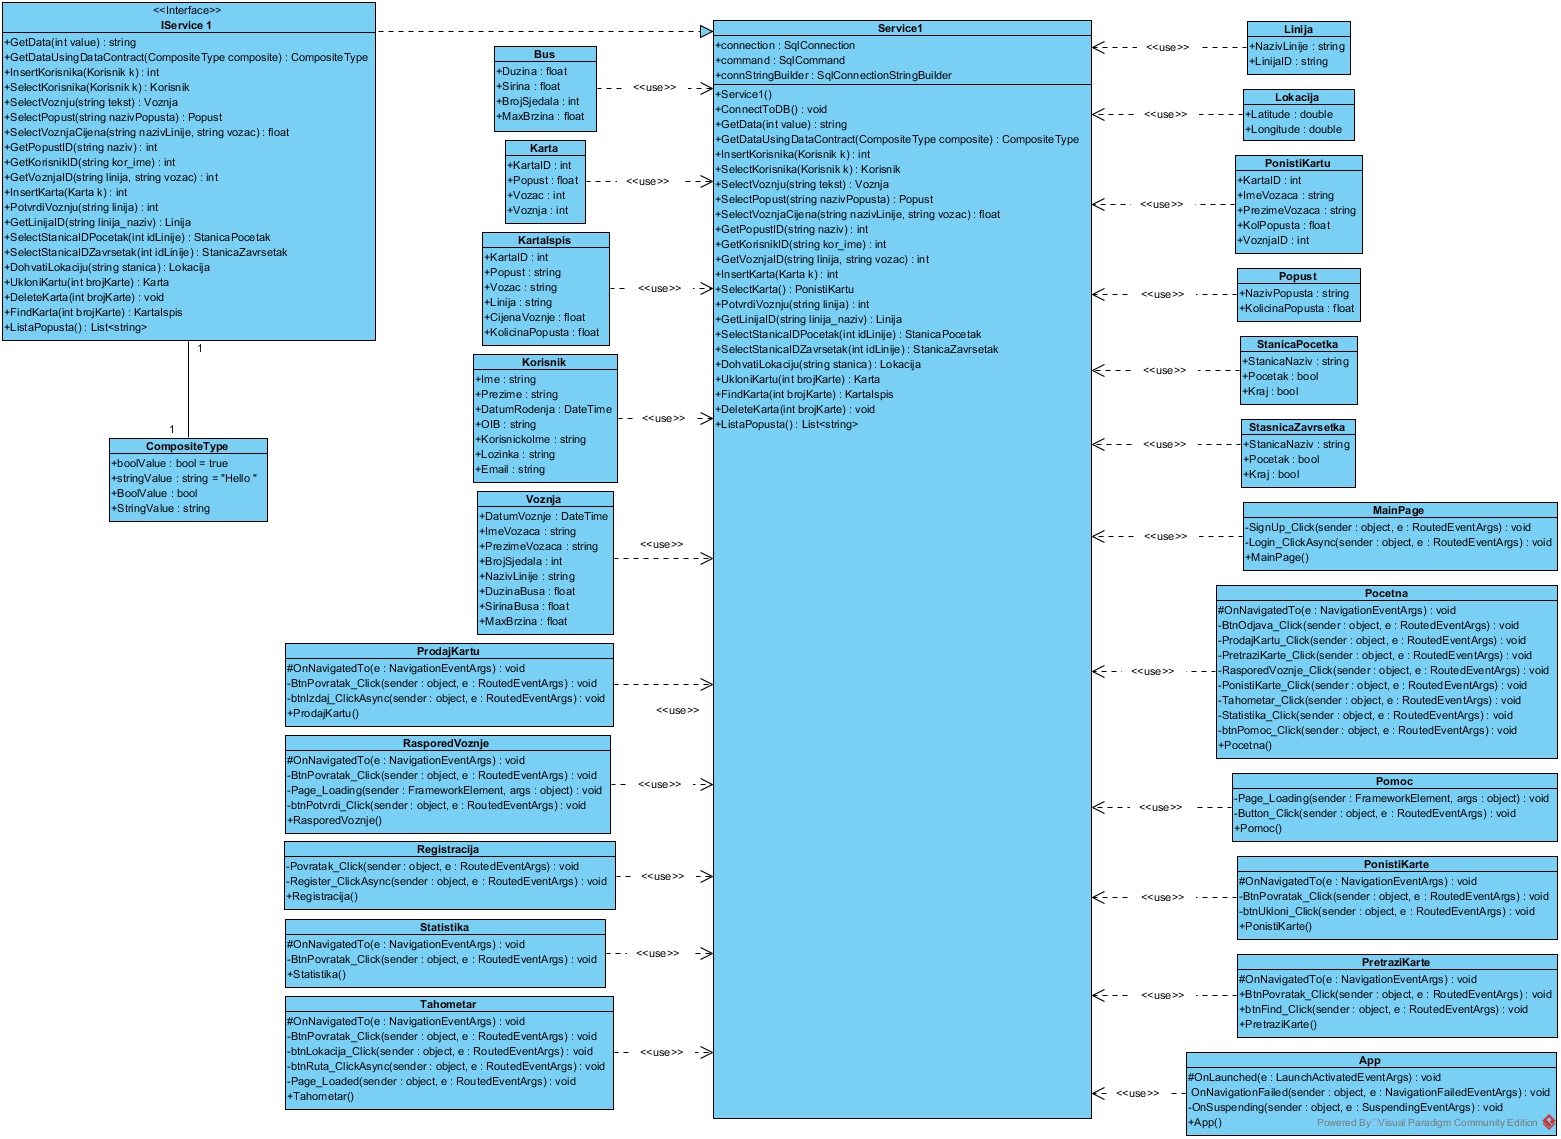 <<Interface>>
IService 1
+GetData(int value) : string
+GetDataUsingDataContract(CompositeType composite) : CompositeType
+InsertKorisnika(Korisnik k) : int
+SelectKorisnika(Korisnik k) : Korisnik
+SelectVoznju(string tekst) : Voznja
+SelectPopust(string nazivPopusta) : Popust
+SelectVoznjaCijena(string nazivLinije, string vozac) : float
+GetPopustID(string naziv) : int
+GetKorisnikID(string kor_ime) : int
+GetVoznjaID(string linija, string vozac) : int
+InsertKarta(Karta k) : int
+PotvrdiVoznju(string linija) : int
+GetLinijaID(string linija_naziv) : Linija
+SelectStanicaIDPocetak(int idLinije) : StanicaPocetak
+SelectStanicaIDZavrsetak(int idLinije) : StanicaZavrsetak
+DohvatiLokaciju(string stanica) : Lokacija
+UkloniKartu(int brojKarte) : Karta
+DeleteKarta(int brojKarte) : void
+FindKarta(int brojKarte) : KartaIspis
+ListaPopusta() : List<string>
1
1
CompositeType
+boolValue : bool = true
+stringValue : string = "Hello "
+BoolValue : bool
+StringValue : string
Bus
+Duzina : float
+Sirina : float
+BrojSjedala : int
+MaxBrzina : float
<<use>>
Karta
+KartaID : int
+Popust : float
+Vozac : int
+Voznja : int
<<use>>
KartaIspis
+KartaID : int
+Popust : string
+Vozac : string
+Linija : string
+CijenaVoznje : float
+KolicinaPopusta : float
<<use>>
Korisnik
+Ime : string
+Prezime : string
+DatumRodenja : DateTime
+OIB : string
+KorisnickoIme : string
+Lozinka : string
+Email : string
<<use>>
Voznja
+DatumVoznje : DateTime
+ImeVozaca : string
+PrezimeVozaca : string
+BrojSjedala : int
+NazivLinije : string
+DuzinaBusa : float
+SirinaBusa : float
+MaxBrzina : float
<<use>>
ProdajKartu
#OnNavigatedTo(e : NavigationEventArgs) : void
-BtnPovratak_Click(sender : object, e : RoutedEventArgs) : void
-btnIzdaj_ClickAsync(sender : object, e : RoutedEventArgs) : void
+ProdajKartu()
<<use>>
RasporedVoznje
#OnNavigatedTo(e : NavigationEventArgs) : void
-BtnPovratak_Click(sender : object, e : RoutedEventArgs) : void
-Page_Loading(sender : FrameworkElement, args : object) : void
-btnPotvrdi_Click(sender : object, e : RoutedEventArgs) : void
+RasporedVoznje()
<<use>>
Registracija
-Povratak_Click(sender : object, e : RoutedEventArgs) : void
-Register_ClickAsync(sender : object, e : RoutedEventArgs) : void
+Registracija()
<<use>>
Statistika
#OnNavigatedTo(e : NavigationEventArgs) : void
-BtnPovratak_Click(sender : object, e : RoutedEventArgs) : void
+Statistika()
<<use>>
Tahometar
#OnNavigatedTo(e : NavigationEventArgs) : void
-BtnPovratak_Click(sender : object, e : RoutedEventArgs) : void
-btnLokacija_Click(sender : object, e : RoutedEventArgs) : void
-btnRuta_ClickAsync(sender : object, e : RoutedEventArgs) : void
-Page_Loaded(sender : object, e : RoutedEventArgs) : void
+Tahometar()
<<use>>
Service1
+connection : SqlConnection
+command : SqlCommand
+connStringBuilder : SqlConnectionStringBuilder
+Service1()
+ConnectToDB() : void
+GetData(int value) : string
+GetDataUsingDataContract(CompositeType composite) : CompositeType
+InsertKorisnika(Korisnik k) : int
+SelectKorisnika(Korisnik k) : Korisnik
+SelectVoznju(string tekst) : Voznja
+SelectPopust(string nazivPopusta) : Popust
+SelectVoznjaCijena(string nazivLinije, string vozac) : float
+GetPopustID(string naziv) : int
+GetKorisnikID(string kor_ime) : int
+GetVoznjaID(string linija, string vozac) : int
+InsertKarta(Karta k) : int
+SelectKarta() : PonistiKartu
+PotvrdiVoznju(string linija) : int
+GetLinijaID(string linija_naziv) : Linija
+SelectStanicaIDPocetak(int idLinije) : StanicaPocetak
+SelectStanicaIDZavrsetak(int idLinije) : StanicaZavrsetak
+DohvatiLokaciju(string stanica) : Lokacija
+UkloniKartu(int brojKarte) : Karta
+FindKarta(int brojKarte) : KartaIspis
+DeleteKarta(int brojKarte) : void
+ListaPopusta() : List<string>
<<use>>
Linija
+NazivLinije : string
+LinijaID : string
<<use>>
Lokacija
+Latitude : double
+Longitude : double
<<use>>
PonistiKartu
+KartaID : int
+ImeVozaca : string
+PrezimeVozaca : string
+KolPopusta : float
+VoznjaID : int
<<use>>
Popust
+NazivPopusta : string
+KolicinaPopusta : float
<<use>>
StanicaPocetka
+StanicaNaziv : string
+Pocetak : bool
+Kraj : bool
<<use>>
StasnicaZavrsetka
+StanicaNaziv : string
+Pocetak : bool
+Kraj : bool
<<use>>
MainPage
-SignUp_Click(sender : object, e : RoutedEventArgs) : void
-Login_ClickAsync(sender : object, e : RoutedEventArgs) : void
+MainPage()
<<use>>
Pocetna
#OnNavigatedTo(e : NavigationEventArgs) : void
-BtnOdjava_Click(sender : object, e : RoutedEventArgs) : void
-ProdajKartu_Click(sender : object, e : RoutedEventArgs) : void
-PretraziKarte_Click(sender : object, e : RoutedEventArgs) : void
-RasporedVoznje_Click(sender : object, e : RoutedEventArgs) : void
-PonistiKarte_Click(sender : object, e : RoutedEventArgs) : void
-Tahometar_Click(sender : object, e : RoutedEventArgs) : void
-Statistika_Click(sender : object, e : RoutedEventArgs) : void
-btnPomoc_Click(sender : object, e : RoutedEventArgs) : void
+Pocetna()
<<use>>
Pomoc
-Page_Loading(sender : FrameworkElement, args : object) : void
-Button_Click(sender : object, e : RoutedEventArgs) : void
+Pomoc()
<<use>>
PonistiKarte
#OnNavigatedTo(e : NavigationEventArgs) : void
-BtnPovratak_Click(sender : object, e : RoutedEventArgs) : void
-btnUkloni_Click(sender : object, e : RoutedEventArgs) : void
+PonistiKarte()
<<use>>
PretraziKarte
#OnNavigatedTo(e : NavigationEventArgs) : void
+BtnPovratak_Click(sender : object, e : RoutedEventArgs) : void
+btnFind_Click(sender : object, e : RoutedEventArgs) : void
+PretraziKarte()
<<use>>
App
#OnLaunched(e : LaunchActivatedEventArgs) : void
OnNavigationFailed(sender : object, e : NavigationFailedEventArgs) : void
-OnSuspending(sender : object, e : SuspendingEventArgs) : void
+App()
Powered By Visual Paradigm Community Edition